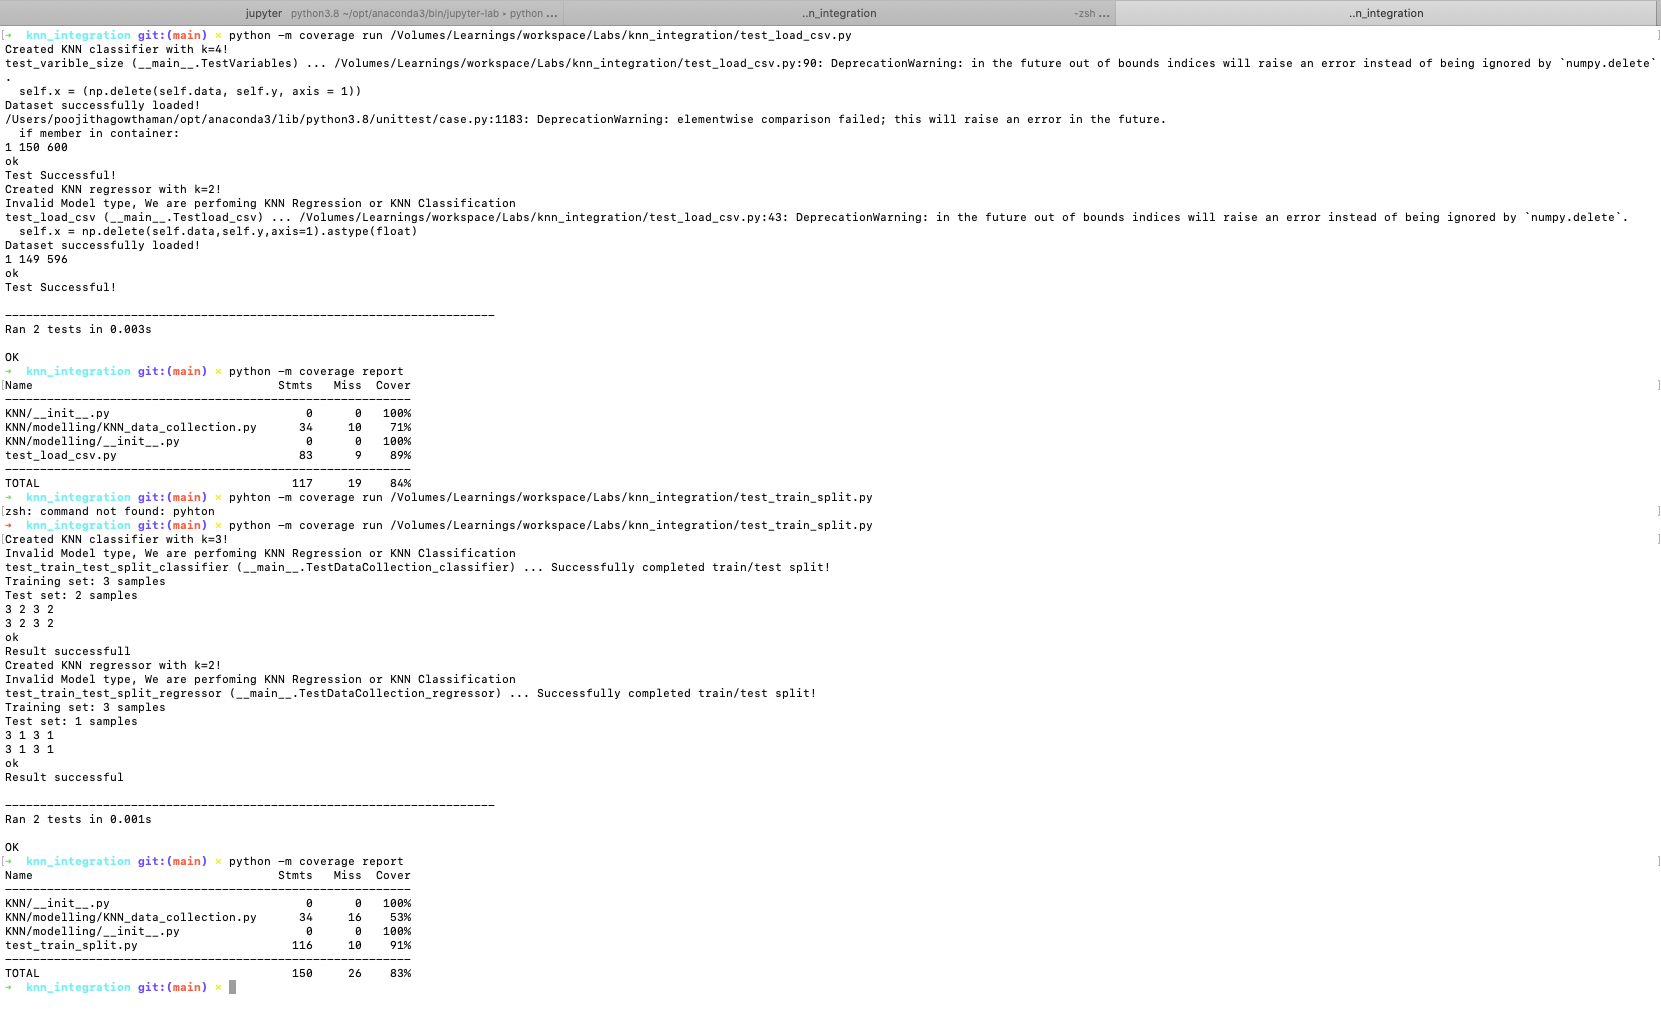 jupyter python3.8 ~/opt/anaconda3/bin/jupyter-lab ▸ python ... ..n_integration -zsh ... ..n_integration
➜ knn_integration git:(main) × python -m coverage run /Volumes/Learnings/workspace/Labs/knn_integration/test_load_csv.py
Created KNN classifier with k=4!
test_varible_size (__main__.TestVariables) ... /Volumes/Learnings/workspace/Labs/knn_integration/test_load_csv.py:90: DeprecationWarning: in the future out of bounds indices will raise an error instead of being ignored by `numpy.delete`
.
self.x = (np.delete(self.data, self.y, axis = 1))
Dataset successfully loaded!
/Users/poojithagowthaman/opt/anaconda3/lib/python3.8/unittest/case.py:1183: DeprecationWarning: elementwise comparison failed; this will raise an error in the future.
if member in container:
1 150 600
ok
Test Successful!
Created KNN regressor with k=2!
Invalid Model type, We are perfoming KNN Regression or KNN Classification
test_load_csv (__main__.Testload_csv) ... /Volumes/Learnings/workspace/Labs/knn_integration/test_load_csv.py:43: DeprecationWarning: in the future out of bounds indices will raise an error instead of being ignored by `numpy.delete`.
self.x = np.delete(self.data,self.y,axis=1).astype(float)
Dataset successfully loaded!
1 149 596
ok
Test Successful!
----------------------------------------------------------------------
Ran 2 tests in 0.003s
OK
➜ knn_integration git:(main) × python -m coverage report
Name Stmts Miss Cover
----------------------------------------------------------
KNN/__init__.py 0 0 100%
KNN/modelling/KNN_data_collection.py 34 10 71%
KNN/modelling/__init__.py 0 0 100%
test_load_csv.py 83 9 89%
----------------------------------------------------------
TOTAL 117 19 84%
➜ knn_integration git:(main) × pyhton -m coverage run /Volumes/Learnings/workspace/Labs/knn_integration/test_train_split.py
zsh: command not found: pyhton
➜ knn_integration git:(main) × python -m coverage run /Volumes/Learnings/workspace/Labs/knn_integration/test_train_split.py
Created KNN classifier with k=3!
Invalid Model type, We are perfoming KNN Regression or KNN Classification
test_train_test_split_classifier (__main__.TestDataCollection_classifier) ... Successfully completed train/test split!
Training set: 3 samples
Test set: 2 samples
3 2 3 2
3 2 3 2
ok
Result successfull
Created KNN regressor with k=2!
Invalid Model type, We are perfoming KNN Regression or KNN Classification
test_train_test_split_regressor (__main__.TestDataCollection_regressor) ... Successfully completed train/test split!
Training set: 3 samples
Test set: 1 samples
3 1 3 1
3 1 3 1
ok
Result successful
----------------------------------------------------------------------
Ran 2 tests in 0.001s
OK
➜ knn_integration git:(main) × python -m coverage report
Name Stmts Miss Cover
----------------------------------------------------------
KNN/__init__.py 0 0 100%
KNN/modelling/KNN_data_collection.py 34 16 53%
KNN/modelling/__init__.py 0 0 100%
test_train_split.py 116 10 91%
----------------------------------------------------------
TOTAL 150 26 83%
➜ knn_integration git:(main) ×